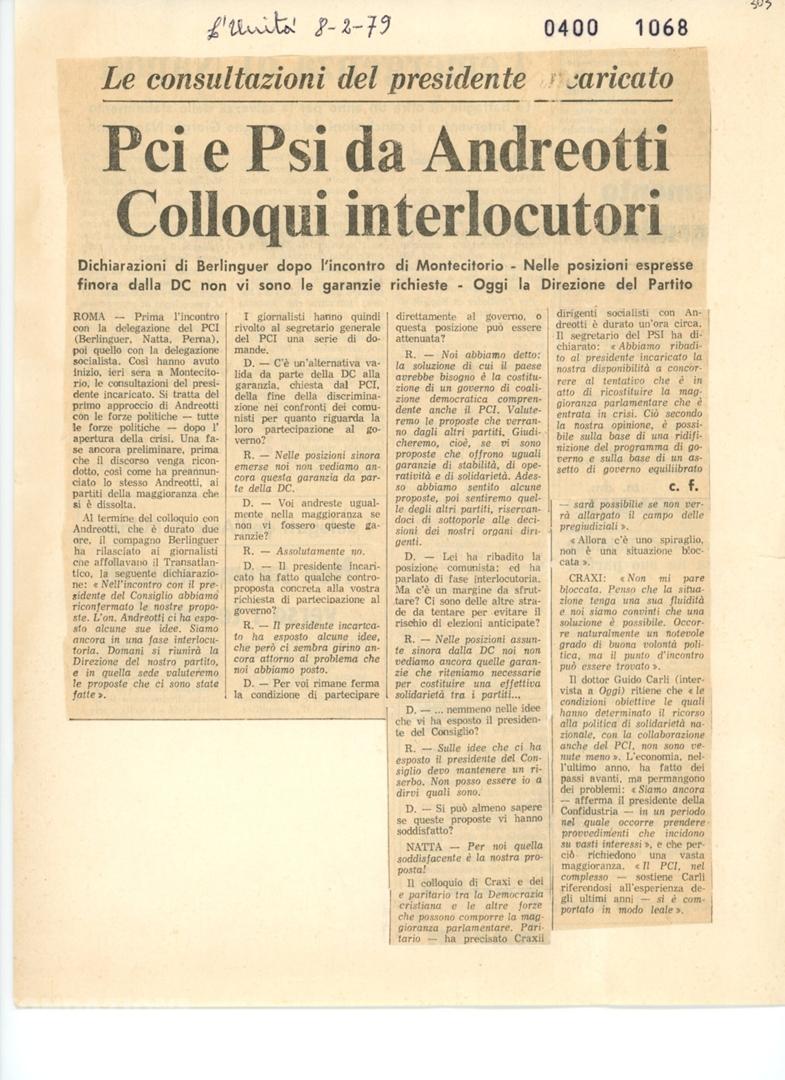 L'Unità 8-2-79
0400 1068
Le consultazioni del presidente caricato
Pci e Psi da Andreotti
Colloqui interlocutori
Dichiarazioni di Berlinguer dopo l'incontro di Montecitorio - Nelle posizioni espresse
finora dalla DC non vi sono le garanzie richieste - Oggi la Direzione del Partito
ROMA — Prima l'incontro
con la delegazione del PCI
(Berlinguer, Natta, Perna),
poi quello con la delegazione
socialista. Così hanno avuto
inizio, ieri sera a Montecito-
rio, le consultazioni del presi-
dente incaricato. Si tratta del
primo approccio di Andreotti
con le forze politiche — tutte
le forze politiche — dopo l'
apertura della crisi. Una fa-
se ancora preliminare, prima
che il discorso venga ricon-
dotto, così come ha preannun-
ciato lo stesso Andreotti, ai
partiti della maggioranza che
si è dissolta.
Al termine del colloquio con
Andreotti, che è durato due
ore, il compagno Berlinguer
ha rilasciato ai giornalisti
che affollavano il Transatlan-
tico, la seguente dichiarazio-
ne: « Nell'incontro con il pre-
sidente del Consiglio abbiamo
riconfermato le nostre propo-
ste. L'on. Andreotti ci ha espo-
sto alcune sue idee. Siamo
ancora in una fase interlocu-
toria. Domani si riunirà la
Direzione del nostro partito,
e in quella sede valuteremo
le proposte che ci sono state
fatte ».
I giornalisti hanno quindi
rivolto al segretario generale
del PCI una serie di do-
mande.
D. — C'è un'alternativa va-
lida da parte della DC alla
garanzia, chiesta dal PCI,
della fine della discrimina-
zione nei confronti dei comu-
nisti per quanto riguarda la
loro partecipazione al go-
verno?
R. — Nelle posizioni sinora
emerse noi non vediamo an-
cora questa garanzia da par-
te della DC.
D. — Voi andreste ugual-
mente nella maggioranza se
non vi fossero queste ga-
ranzie?
R. — Assolutamente no.
D. — Il presidente incari-
cato ha fatto qualche contro-
proposta concreta alla vostra
richiesta di partecipazione al
governo?
R. — Il presidente incarica-
to ha esposto alcune idee,
che però ci sembra girino an-
cora attorno al problema che
noi abbiamo posto.
D. — Per voi rimane ferma
la condizione di partecipare
direttamente al governo, o
questa posizione può essere
attenuata?
R. — Noi abbiamo detto:
la soluzione di cui il paese
avrebbe bisogno è la costitu-
zione di un governo di coali-
zione democratica compren-
dente anche il PCI. Valute-
remo le proposte che verran-
no dagli altri partiti. Giudi-
cheremo, cioè, se vi sono
proposte che offrono uguali
garanzie di stabilità, di ope-
ratività e di solidarietà. Ades-
so abbiamo sentito alcune
proposte, poi sentiremo quel-
le degli altri partiti, riservan-
doci di sottoporle alle deci-
sioni dei nostri organi diri-
genti.
D. — Lei ha ribadito la
posizione comunista: ed ha
parlato di fase interlocutoria.
Ma c'è un margine da sfrut-
tare? Ci sono delle altre stra-
de da tentare per evitare il
rischio di elezioni anticipate?
R. — Nelle posizioni assun-
te sinora dalla DC noi non
vediamo ancora quelle garan-
zie che riteniamo necessarie
per costituire una effettiva
solidarietà tra i partiti...
D. — ... nemmeno nelle idee
che vi ha esposto il presiden-
te del Consiglio?
R. — Sulle idee che ci ha
esposto il presidente del Con-
siglio devo mantenere un ri-
serbo. Non posso essere io a
dirvi quali sono.
D. — Si può almeno sapere
se queste proposte vi hanno
soddisfatto?
NATTA — Per noi quella
soddisfacente è la nostra pro-
posta!
Il colloquio di Craxi e dei
e paritario tra la Democrazia
cristiana e le altre forze
che possono comporre la mag-
gioranza parlamentare. Pari-
tario — ha precisato Craxii
dirigenti socialisti con An-
dreotti è durato un'ora circa.
Il segretario del PSI ha di-
chiarato: « Abbiamo ribadi-
to al presidente incaricato la
nostra disponibilità a concor-
rere al tentativo che è in
atto di ricostituire la mag-
gioranza parlamentare che è
entrata in crisi. Ciò secondo
la nostra opinione, è possi-
bile sulla base di una ridifi-
nizione del programma di go-
verno e sulla base di un as-
setto di governo equiilibrato
c. f.
— sarà possibilie se non ver-
rà allargato il campo delle
pregiudiziali ».
« Allora c'è uno spiraglio,
non è una situazione bloc-
cata ».
CRAXI: « Non mi pare
bloccata. Penso che la situa-
zione tenga una sua fluidità
e noi siamo convinti che una
soluzione è possibile. Occor-
re naturalmente un notevole
grado di buona volontà poli-
tica, ma il punto d'incontro
può essere trovato ».
Il dottor Guido Carli (inter-
vista a Oggi) ritiene che « le
condizioni obiettive le quali
hanno determinato il ricorso
alla politica di solidarietà na-
zionale, con la collaborazione
anche del PCI, non sono ve-
nute meno ». L'economia, nel-
l'ultimo anno, ha fatto dei
passi avanti, ma permangono
dei problemi: « Siamo ancora
— afferma il presidente della
Confidustria — in un periodo
nel quale occorre prendere
provvedimenti che incidono
su vasti interessi », e che per-
ciò richiedono una vasta
maggioranza. « Il PCI, nel
complesso — sostiene Carli
riferendosi all'esperienza de-
gli ultimi anni — si è com-
portato in modo leale ».